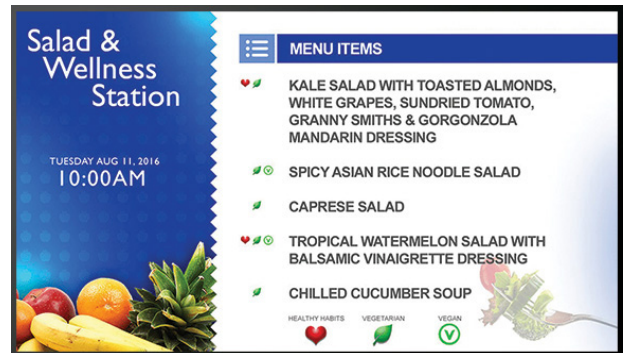 Salad &
Wellness
Station
TUESDAY AUG 11, 2016
10:00AM
MENU ITEMS
KALE SALAD WITH TOASTED ALMONDS,
WHITE GRAPES, SUNDRIED TOMATO,
GRANNY SMITHS & GORGONZOLA
MANDARIN DRESSING
V SPICY ASIAN RICE NOODLE SALAD
CAPRESE SALAD
V TROPICAL WATERMELON SALAD WITH
BALSAMIC VINAIGRETTE DRESSING
CHILLED CUCUMBER SOUP
HEALTHY HABITS VEGETARIAN VEGAN
V